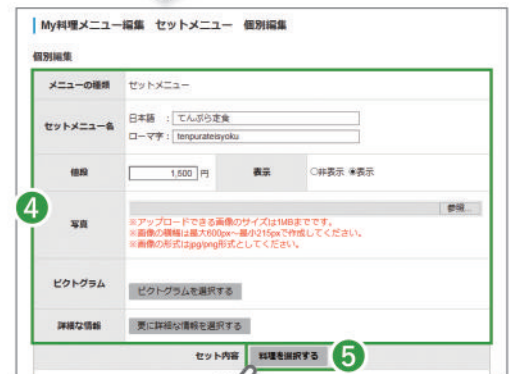 My料理メニュー編集　セットメニュー　個別編集
個別編集
メニューの種類　セットメニュー
セットメニュー名
日本語　：てんぷら定食
ローマ字：tenpurateisyoku
値段　1,500 円　表示　○非表示 ◉表示
4
写真
参照...
※アップロードできる画像のサイズは1MBまでです。
※画像の横幅は最大600px～最小215pxで作成してください。
※画像の形式はjpg/png形式としてください。
ピクトグラム　ピクトグラムを選択する
詳細な情報　更に詳細な情報を選択する
セット内容　料理を選択する　5